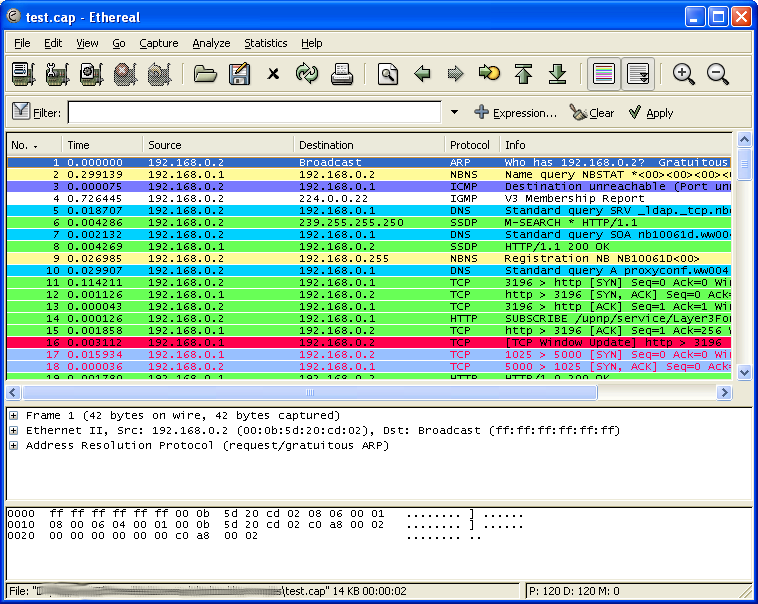 test.cap - Ethereal
File Edit View Go Capture Analyze Statistics Help
Filter: Expression... Clear Apply
No. . Time Source Destination Protocol Info
1 0.000000 192.168.0.2 Broadcast ARP Who has 192.168.0.2? Gratuitous
2 0.299139 192.168.0.1 192.168.0.2 NBNS Name query NBSTAT *<00><00><00><
3 0.000075 192.168.0.2 192.168.0.1 ICMP Destination unreachable (Port un
4 0.726445 192.168.0.2 224.0.0.22 IGMP V3 Membership Report
5 0.018707 192.168.0.2 192.168.0.1 DNS Standard query SRV _ldap._tcp.nb
6 0.004286 192.168.0.2 239.255.255.250 SSDP M-SEARCH * HTTP/1.1
7 0.002132 192.168.0.2 192.168.0.1 DNS Standard query SOA nb10061d.ww0
8 0.004269 192.168.0.1 192.168.0.2 SSDP HTTP/1.1 200 OK
9 0.026985 192.168.0.2 192.168.0.255 NBNS Registration NB NB10061D<00>
10 0.029907 192.168.0.2 192.168.0.1 DNS Standard query A proxyconf.ww004
11 0.114211 192.168.0.2 192.168.0.1 TCP 3196 > http [SYN] Seq=0 Ack=0 Wi
12 0.001126 192.168.0.1 192.168.0.2 TCP http > 3196 [SYN, ACK] Seq=0 Ack
13 0.000043 192.168.0.2 192.168.0.1 TCP 3196 > http [ACK] Seq=1 Ack=1 Wi
14 0.000126 192.168.0.2 192.168.0.1 HTTP SUBSCRIBE /upnp/service/Layer3Fo
15 0.001858 192.168.0.1 192.168.0.2 TCP http > 3196 [ACK] Seq=1 Ack=256
16 0.003112 192.168.0.1 192.168.0.2 TCP [TCP Window Update] http > 3196
17 0.015934 192.168.0.1 192.168.0.2 TCP 1025 > 5000 [SYN] Seq=0 Ack=0 Wi
18 0.000036 192.168.0.2 192.168.0.1 TCP 5000 > 1025 [SYN, ACK] Seq=0 Ack
19 0.001780 192.168.0.1 192.168.0.2 HTTP HTTP/1.0 200 OK
Frame 1 (42 bytes on wire, 42 bytes captured)
Ethernet II, Src: 192.168.0.2 (00:0b:5d:20:cd:02), Dst: Broadcast (ff:ff:ff:ff:ff:ff)
Address Resolution Protocol (request/gratuitous ARP)
0000 ff ff ff ff ff ff 00 0b 5d 20 cd 02 08 06 00 01 ........ ] ......
0010 08 00 06 04 00 01 00 0b 5d 20 cd 02 c0 a8 00 02 ........ ] ......
0020 00 00 00 00 00 00 c0 a8 00 02 ........ ..
File: "D \test.cap" 14 KB 00:00:02 P: 120 D: 120 M: 0